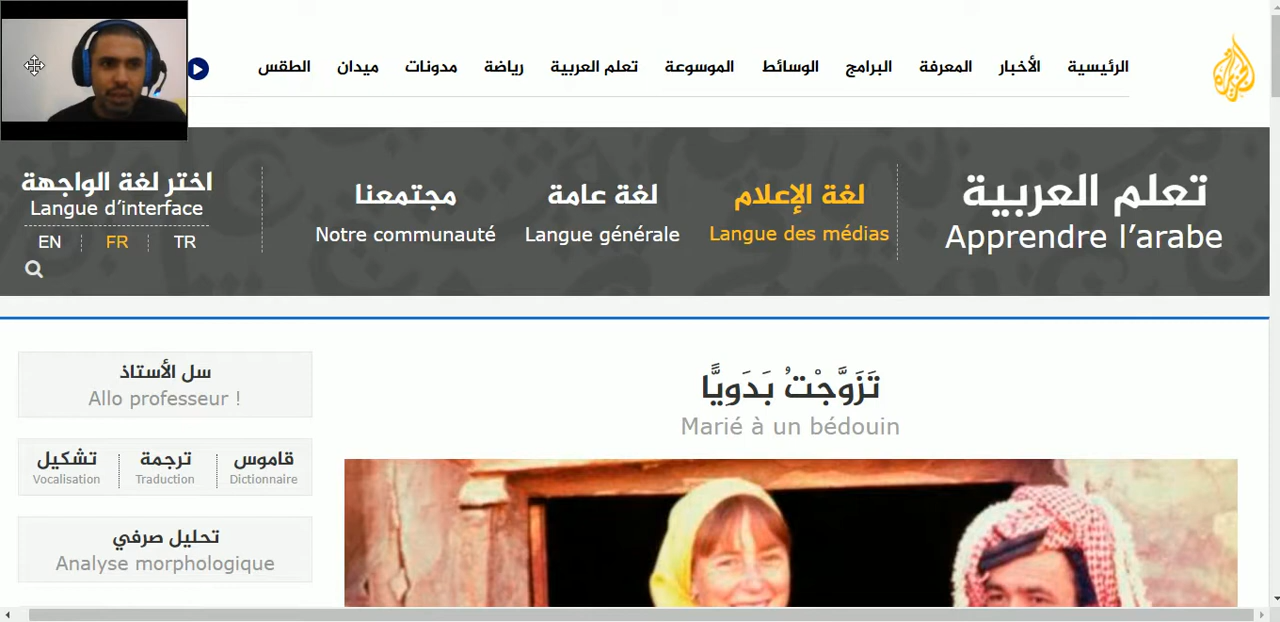 الرئيسية الأخبار المعرفة البرامج الوسائط الموسوعة تعلم العربية رياضة مدونات ميدان الطقس
تعلم العربية
Apprendre l’arabe
لغة الإعلام
Langue des médias
لغة عامة
Langue générale
مجتمعنا
Notre communauté
اختر لغة الواجهة
Langue d’interface
EN FR TR
تَزَوَّجْتُ بَدَوِيًّا
Marié à un bédouin
سل الأستاذ
Allo professeur !
قاموس ترجمة تشكيل
Vocalisation Traduction Dictionnaire
تحليل صرفي
Analyse morphologique